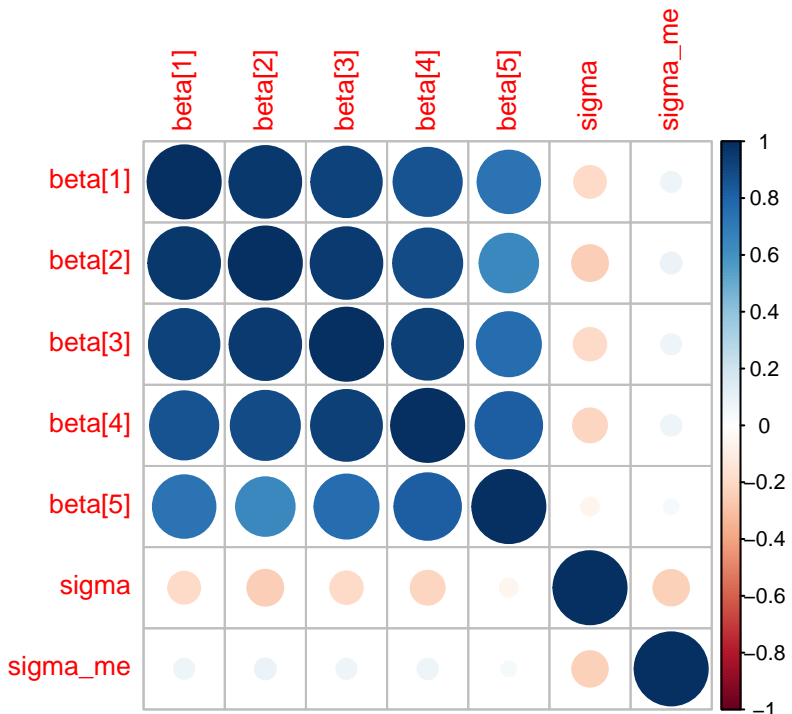 beta[1]
beta[2]
beta[3]
beta[4]
beta[5]
sigma
sigma_me
beta[1]
beta[2]
beta[3]
beta[4]
beta[5]
sigma
sigma_me
1
0.8
0.6
0.4
0.2
0
−0.2
−0.4
−0.6
−0.8
−1